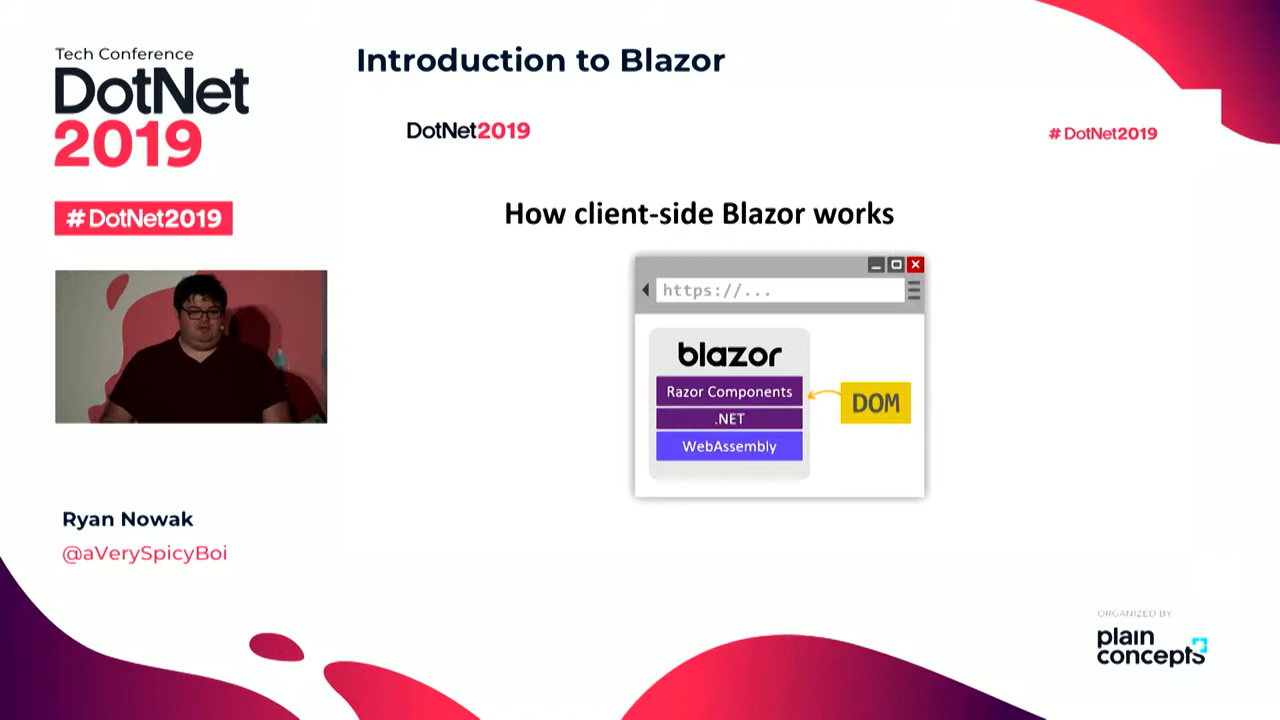 Tech Conference
DotNet
2019
#DotNet2019
Introduction to Blazor
DotNet2019
#DotNet2019
How client-side Blazor works
https://...
blazor
Razor Components
.NET
WebAssembly
DOM
Ryan Nowak
@aVerySpicyBoi
ORGANIZED BY
plain
concepts